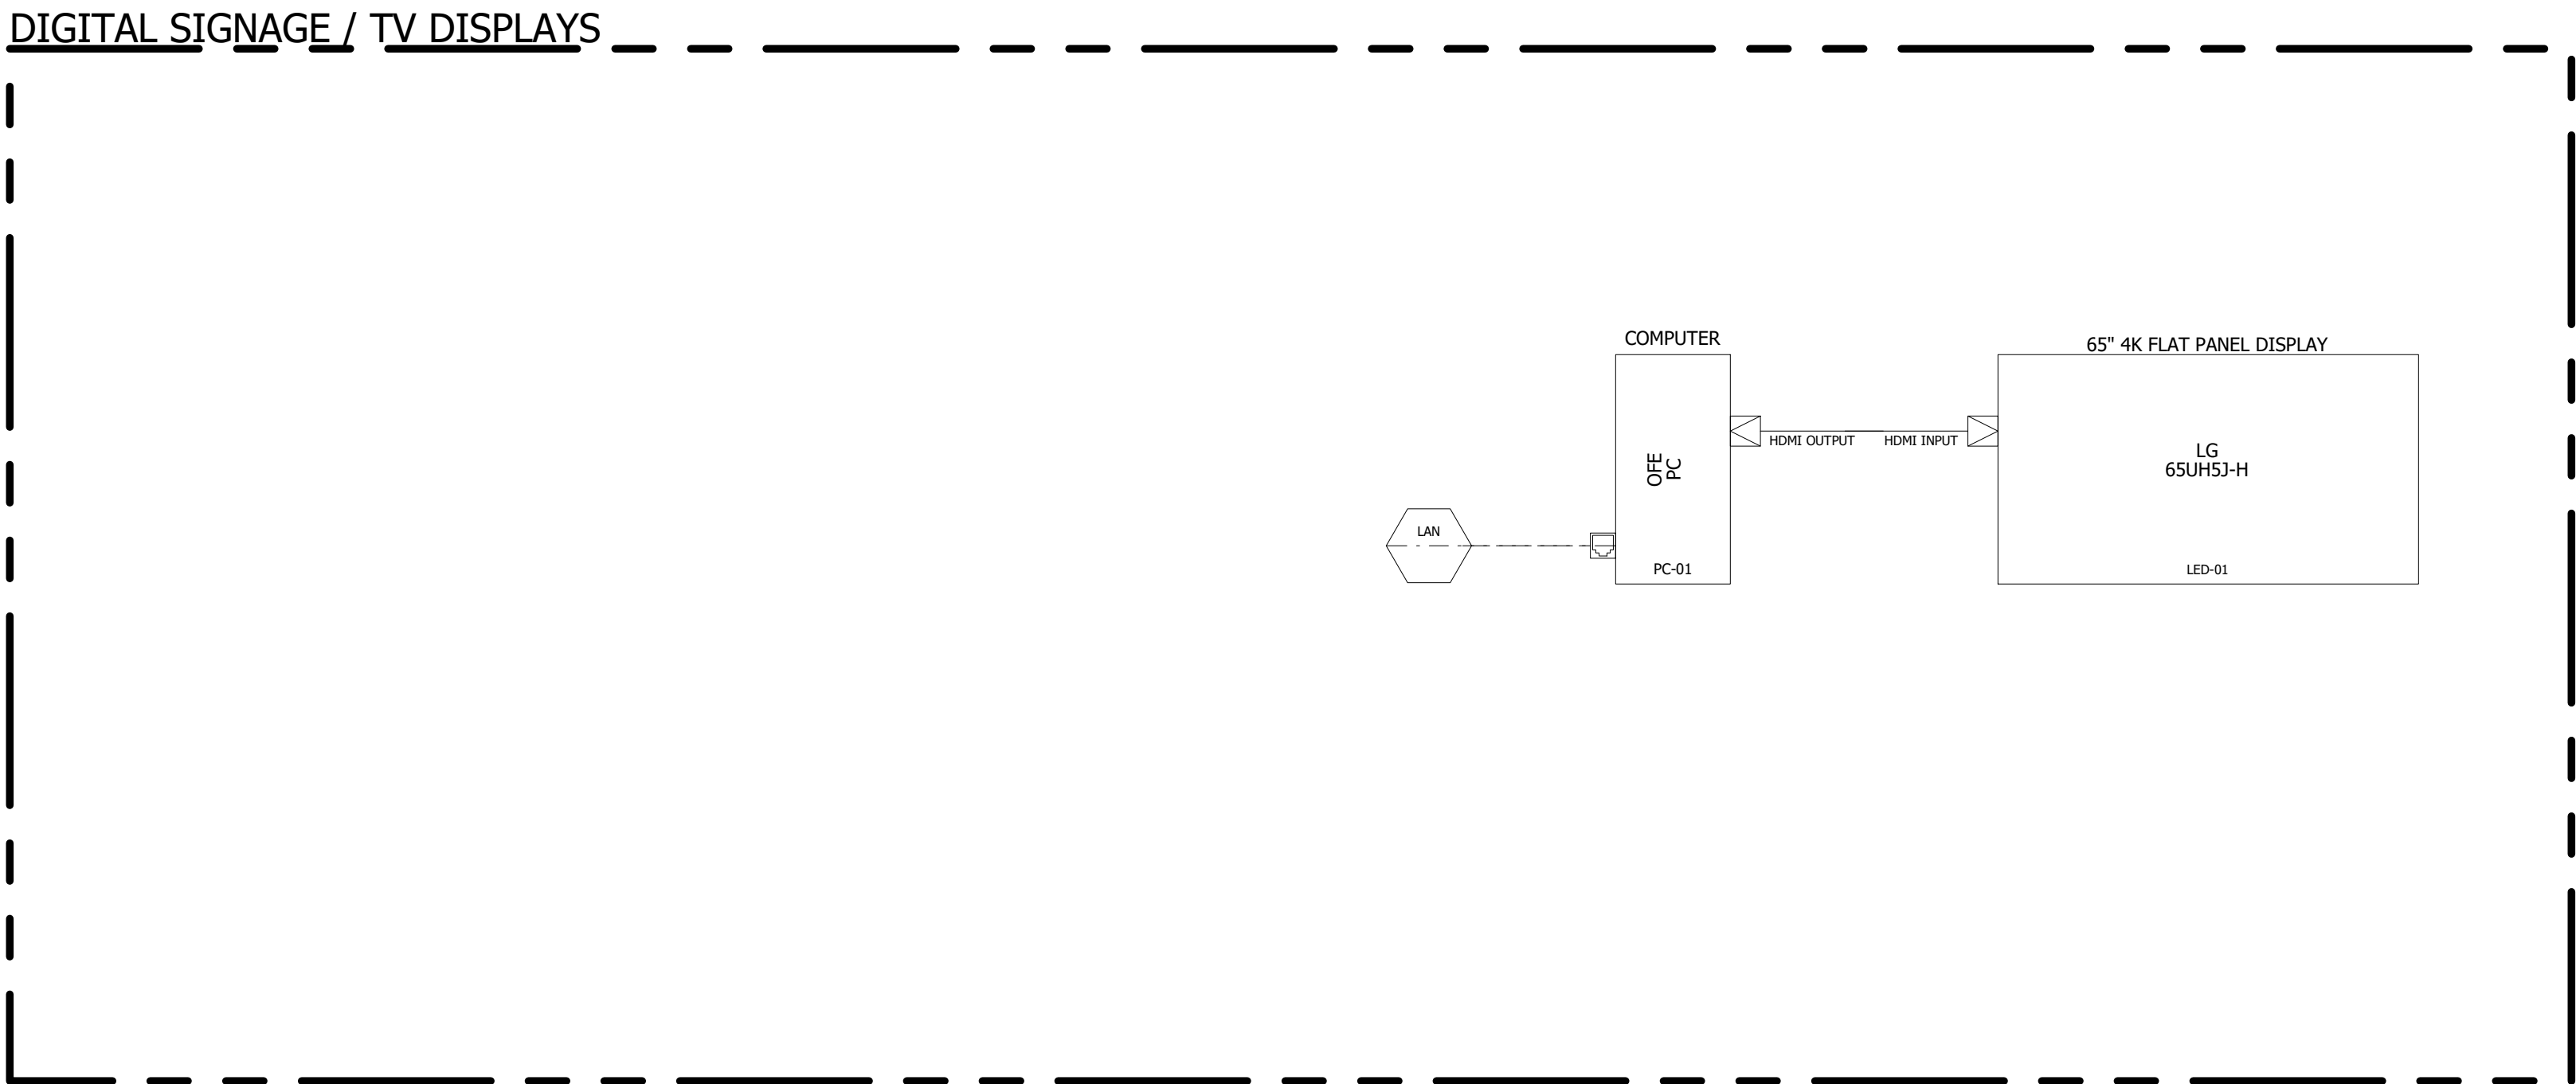 DIGITAL SIGNAGE / TV DISPLAYS
COMPUTER
65" 4K FLAT PANEL DISPLAY
HDMI OUTPUT
HDMI INPUT
OFE
PC
LG
65UH5J-H
LAN
PC-01
LED-01